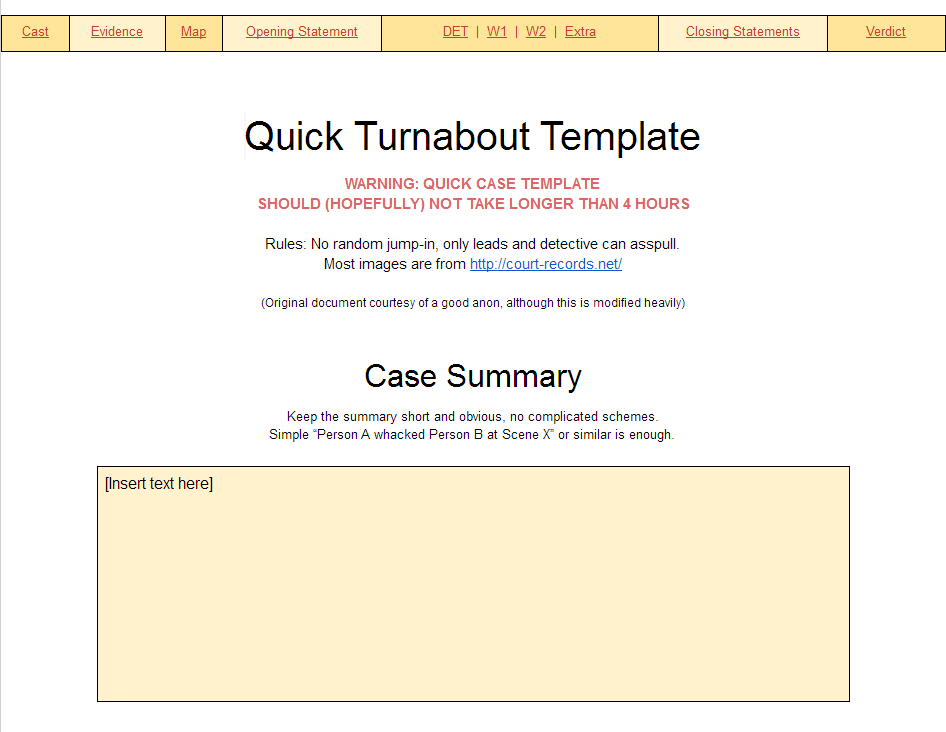 Cast Evidence Map Opening Statement DET | W1 | W2 | Extra Closing Statements Verdict
Quick Turnabout Template
WARNING: QUICK CASE TEMPLATE
SHOULD (HOPEFULLY) NOT TAKE LONGER THAN 4 HOURS
Rules: No random jump-in, only leads and detective can asspull.
Most images are from http://court-records.net/
(Original document courtesy of a good anon, although this is modified heavily)
Case Summary
Keep the summary short and obvious, no complicated schemes.
Simple “Person A whacked Person B at Scene X” or similar is enough.
[Insert text here]